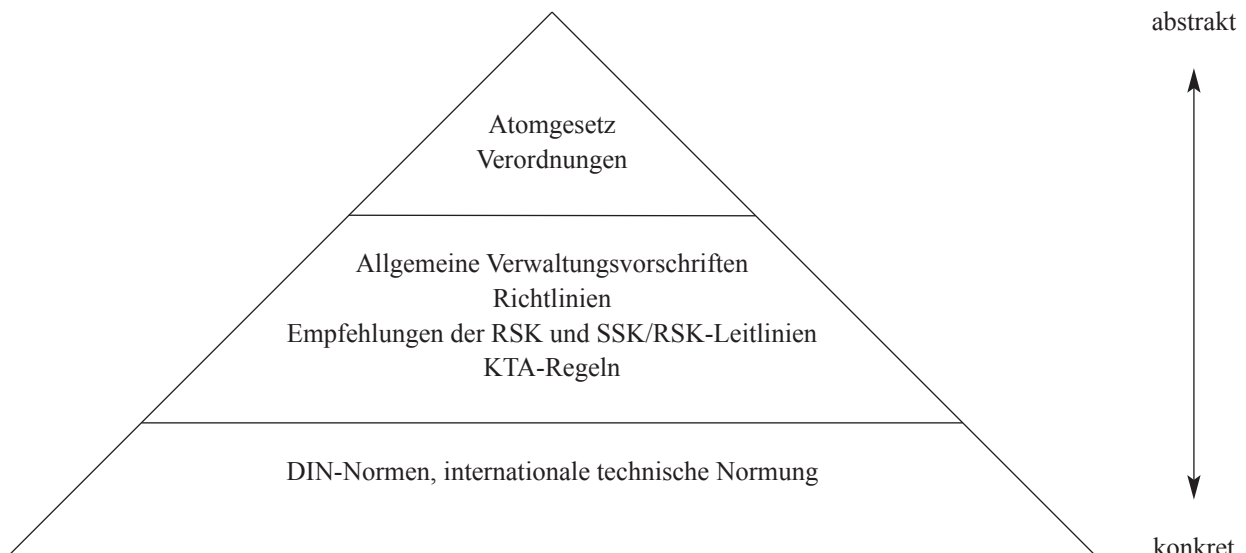 abstrakt
Atomgesetz
Verordnungen
Allgemeine Verwaltungsvorschriften
Richtlinien
Empfehlungen der RSK und SSK/RSK-Leitlinien
KTA-Regeln
DIN-Normen, internationale technische Normung
konkret